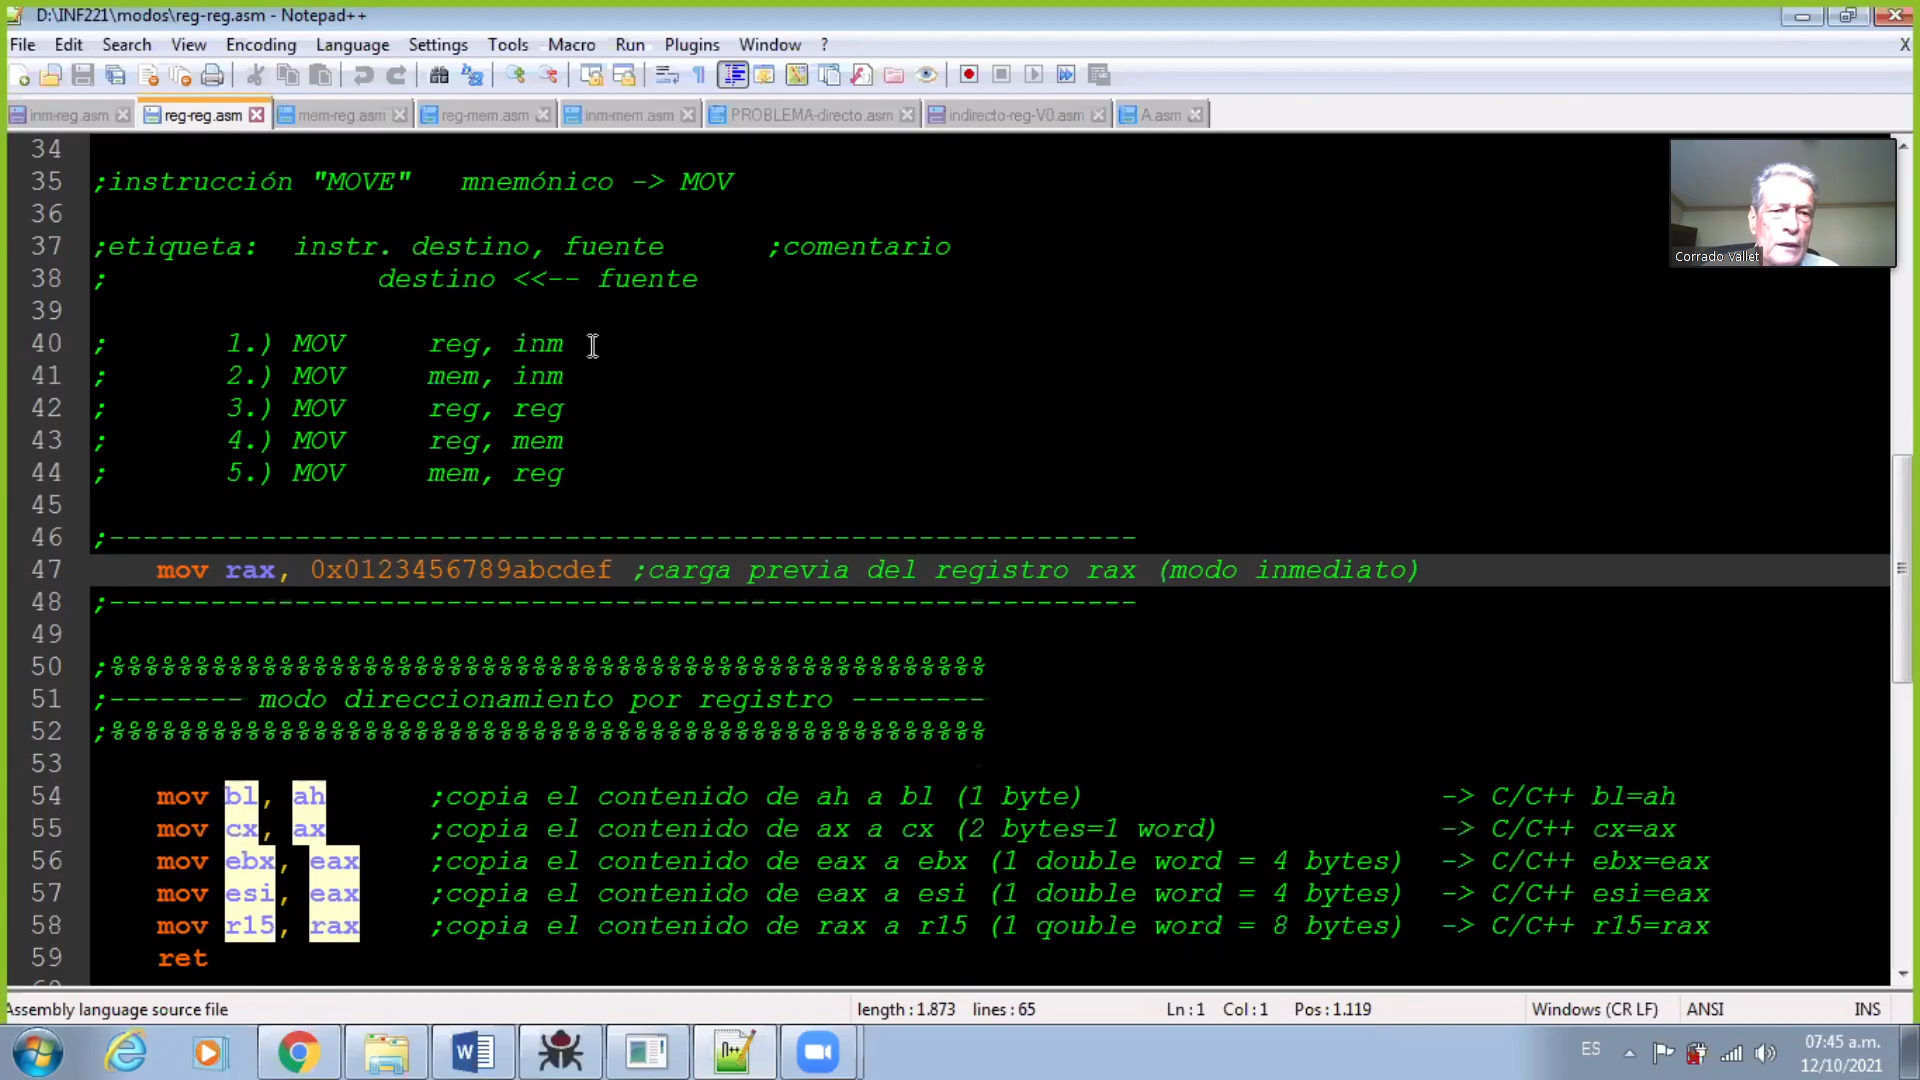 D:\INF221\modos\reg-reg.asm - Notepad++
File Edit Search View Encoding Language Settings Tools Macro Run Plugins Window ?
X
inm-reg.asm reg-reg.asm mem-reg.asm reg-mem.asm inm-mem.asm PROBLEMA-directo.asm indirecto-reg-V0.asm A.asm
34
35 ;instrucción "MOVE" mnemónico -> MOV
36
37 ;etiqueta: instr. destino, fuente ;comentario
38 ; destino <<-- fuente
39
40 ; 1.) MOV reg, inm
41 ; 2.) MOV mem, inm
42 ; 3.) MOV reg, reg
43 ; 4.) MOV reg, mem
44 ; 5.) MOV mem, reg
45
46 ;-------------------------------------------------------------
47 mov rax, 0x0123456789abcdef ;carga previa del registro rax (modo inmediato)
48 ;-------------------------------------------------------------
49
50 ;%%%%%%%%%%%%%%%%%%%%%%%%%%%%%%%%%%%%%%%%%%%%%%%%%%%%
51 ;-------- modo direccionamiento por registro --------
52 ;%%%%%%%%%%%%%%%%%%%%%%%%%%%%%%%%%%%%%%%%%%%%%%%%%%%%
53
54 mov bl, ah ;copia el contenido de ah a bl (1 byte) -> C/C++ bl=ah
55 mov cx, ax ;copia el contenido de ax a cx (2 bytes=1 word) -> C/C++ cx=ax
56 mov ebx, eax ;copia el contenido de eax a ebx (1 double word = 4 bytes) -> C/C++ ebx=eax
57 mov esi, eax ;copia el contenido de eax a esi (1 double word = 4 bytes) -> C/C++ esi=eax
58 mov r15, rax ;copia el contenido de rax a r15 (1 qouble word = 8 bytes) -> C/C++ r15=rax
59 ret
Corrado Vallet
Assembly language source file length : 1.873 lines : 65 Ln : 1 Col : 1 Pos : 1.119 Windows (CR LF) ANSI INS
ES
07:45 a.m.
12/10/2021